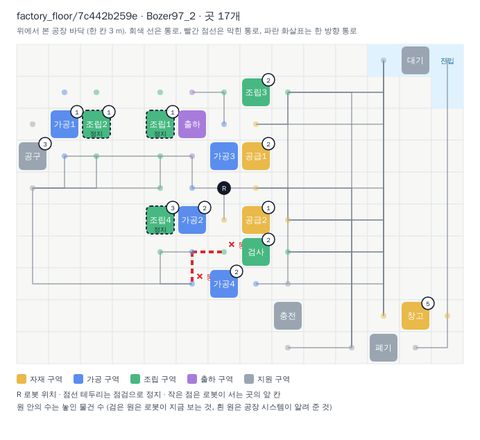 factory_floor/7c442b259e · Bozer97_2 · 곳 17개
위에서 본 공장 바닥 (한 칸 3 m). 회색 선은 통로, 빨간 점선은 막힌 통로, 파란 화살표는 한 방향 통로
대기
조립3 2
가공1 1
조립2 1
정지
조립1 1
정지
출하
공구 3
가공3
공급1 2
R
조립4 3
정지
가공2 2
공급2 1
검사 2
가공4 2
충전
창고 5
폐기
자재 구역
가공 구역
조립 구역
출하 구역
지원 구역
R 로봇 위치 · 점선 테두리는 점검으로 정지 · 작은 점은 로봇이 서는 곳의 앞 칸
원 안의 수는 놓인 물건 수 (검은 원은 로봇이 지금 보는 것, 흰 원은 공장 시스템이 알려 준 것)